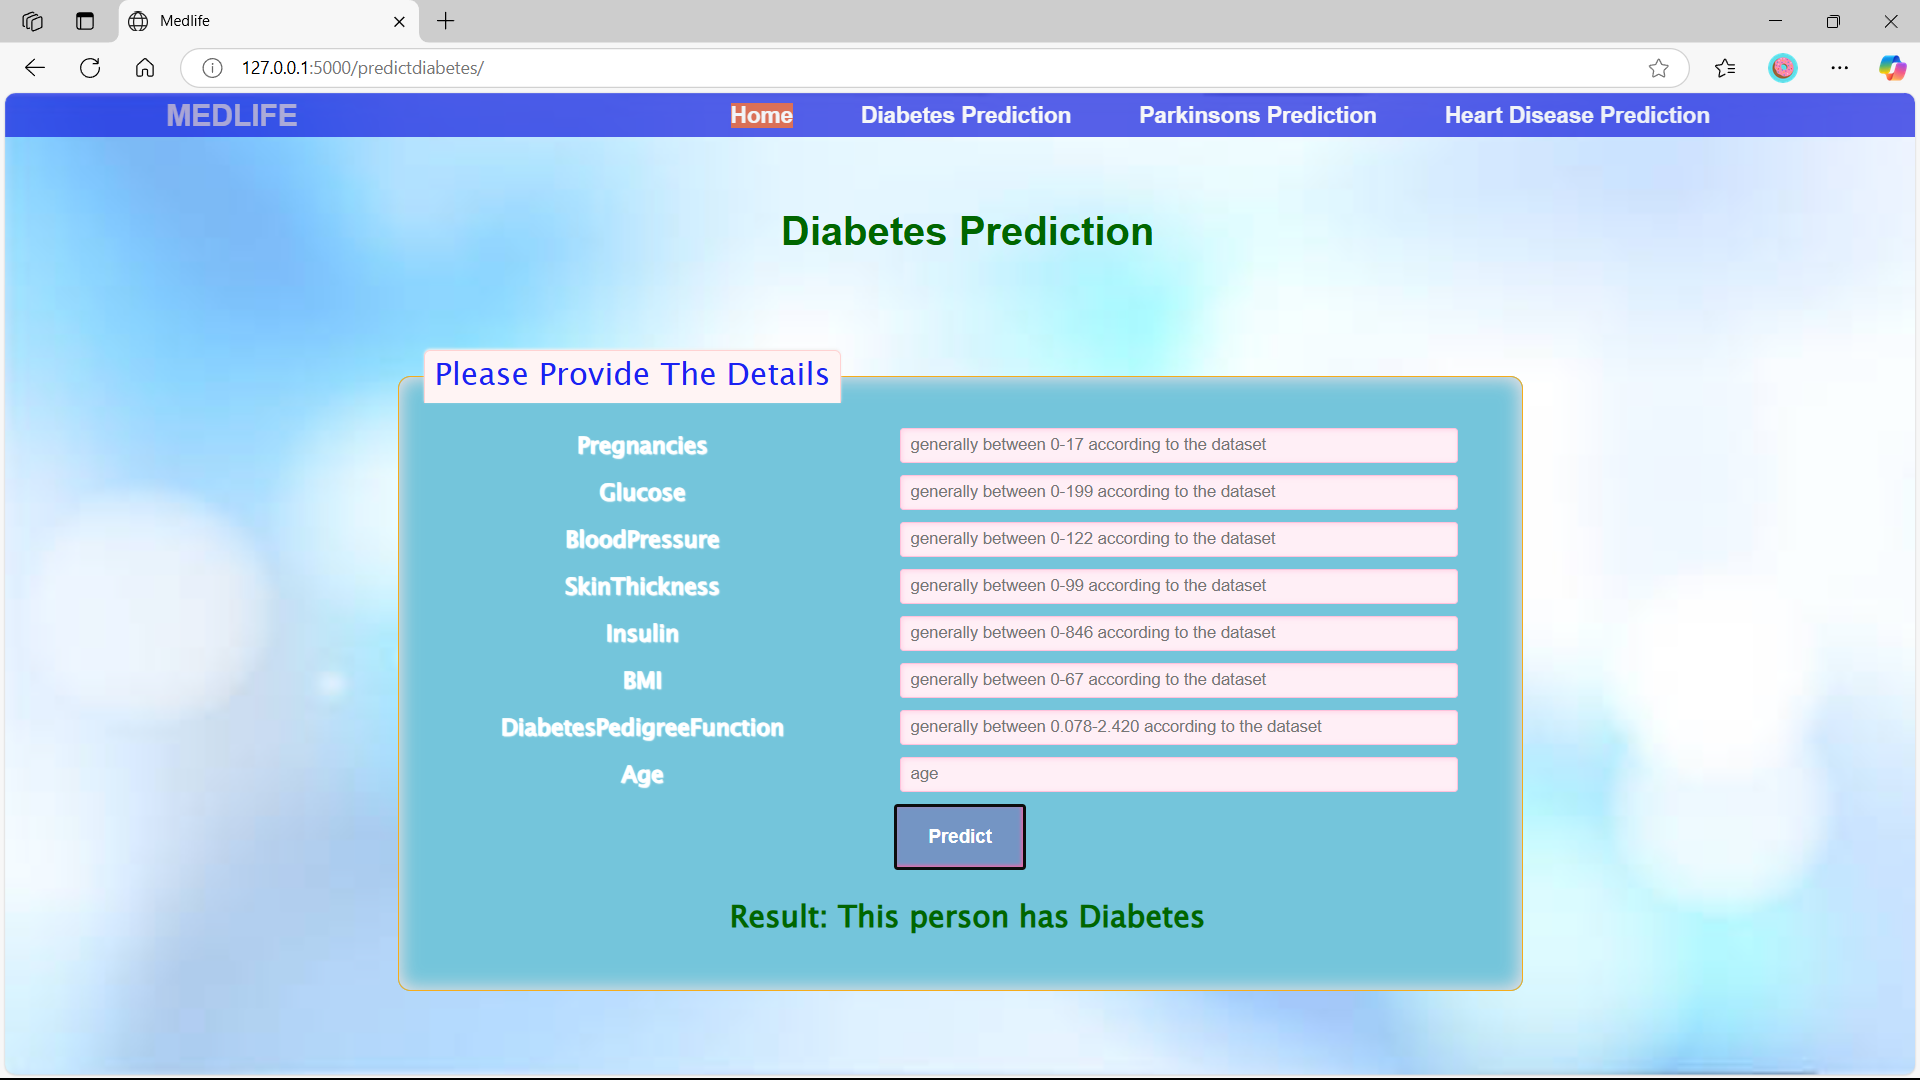 Medlife
127.0.0.1:5000/predictdiabetes/
MEDLIFE Home Diabetes Prediction Parkinsons Prediction Heart Disease Prediction
Diabetes Prediction
Please Provide The Details
Pregnancies generally between 0-17 according to the dataset
Glucose generally between 0-199 according to the dataset
BloodPressure generally between 0-122 according to the dataset
SkinThickness generally between 0-99 according to the dataset
Insulin generally between 0-846 according to the dataset
BMI generally between 0-67 according to the dataset
DiabetesPedigreeFunction generally between 0.078-2.420 according to the dataset
Age age
Predict
Result: This person has Diabetes